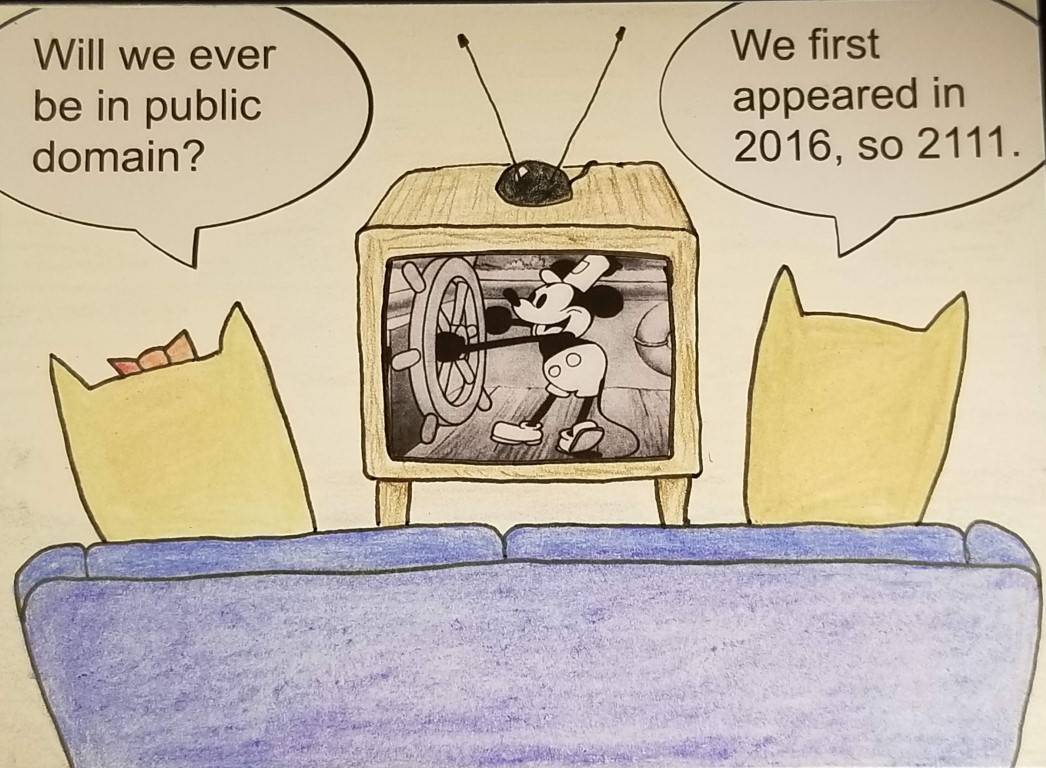 Will we ever
be in public
domain?
We first
appeared in
2016, so 2111.